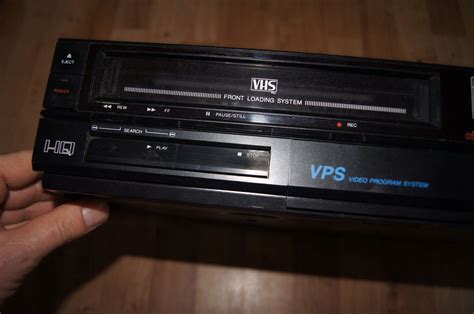 EJECT
POWER
VHS
FRONT LOADING SYSTEM
REW
FF
PAUSE/STILL
REC
SEARCH
PLAY
STOP
HQ
VPS VIDEO PROGRAM SYSTEM